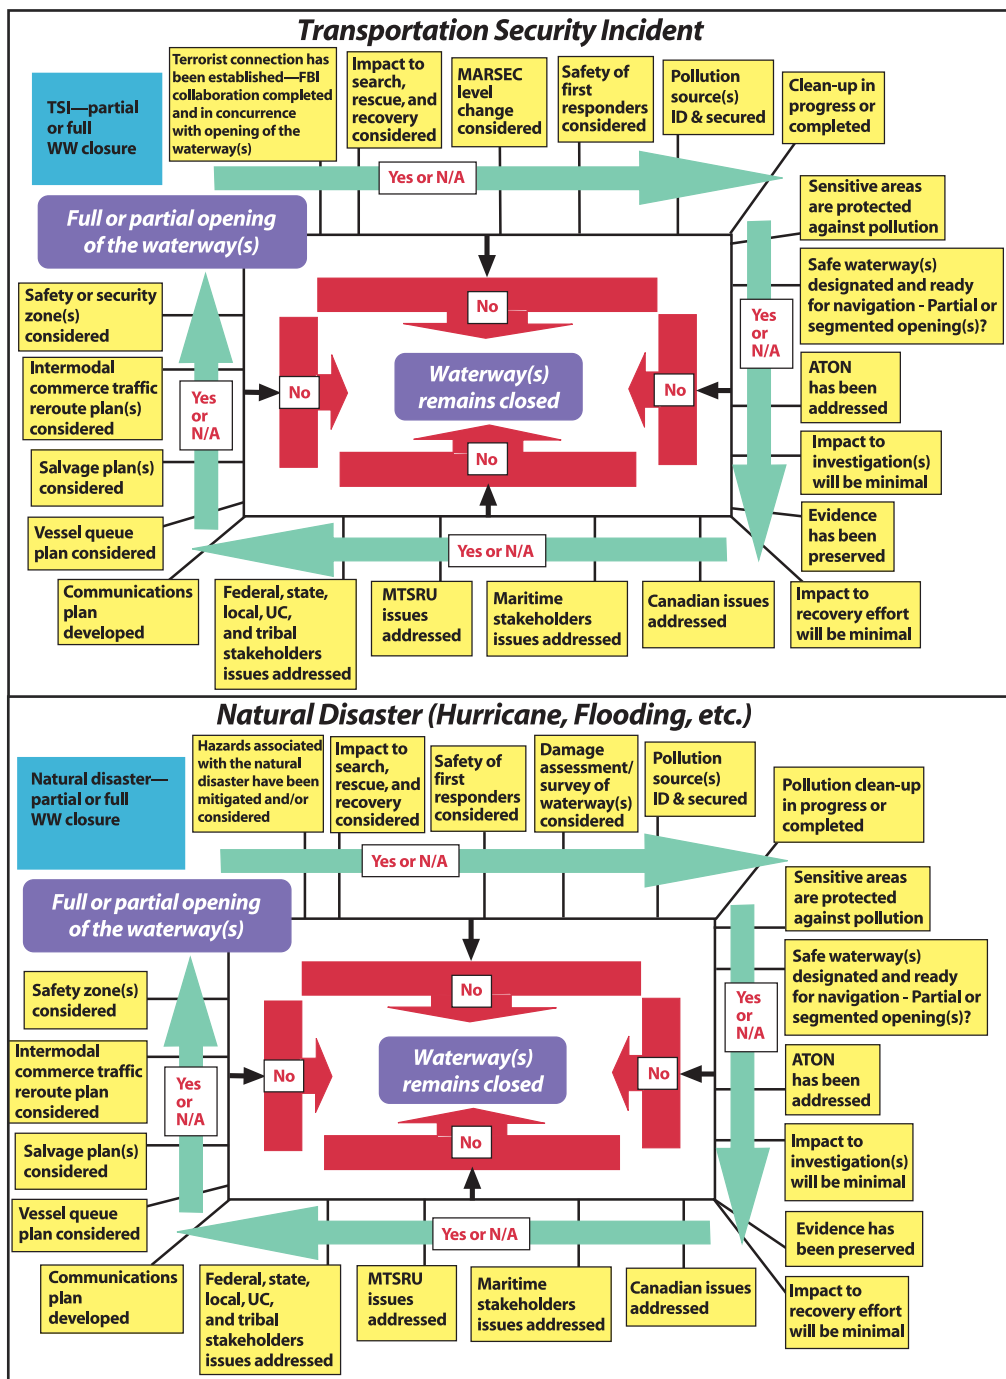 Transportation Security Incident
TSI—partial
or full
WW closure
Terrorist connection has
been established—FBI
collaboration completed
and in concurrence
with opening of the
waterway(s)
Impact to
search,
rescue, and
recovery
considered
MARSEC
level
change
considered
Safety of
first
responders
considered
Pollution
source(s)
ID & secured
Clean-up in
progress or
completed
Yes or N/A
Sensitive areas
are protected
against pollution
Safe waterway(s)
designated and ready
for navigation - Partial or
segmented opening(s)?
Yes
or
N/A
ATON
has been
addressed
Impact to
investigation(s)
will be minimal
Evidence
has been
preserved
Impact to
recovery effort
will be minimal
Canadian issues
addressed
Maritime
stakeholders
issues addressed
MTSRU
issues
addressed
Federal, state,
local, UC,
and tribal
stakeholders
issues addressed
Yes or N/A
Communications
plan
developed
Vessel queue
plan considered
Salvage plan(s)
considered
Intermodal
commerce traffic
reroute plan(s)
considered
Safety or security
zone(s)
considered
Yes
or
N/A
Full or partial opening
of the waterway(s)
No
No
No
No
Waterway(s)
remains closed
Natural Disaster (Hurricane, Flooding, etc.)
Natural disaster—
partial or full
WW closure
Hazards associated
with the natural
disaster have been
mitigated and/or
considered
Impact to
search,
rescue, and
recovery
considered
Safety of
first
responders
considered
Damage
assessment/
survey of
waterway(s)
considered
Pollution
source(s)
ID & secured
Pollution clean-up
in progress or
completed
Yes or N/A
Sensitive areas
are protected
against pollution
Safe waterway(s)
designated and ready
for navigation - Partial or
segmented opening(s)?
Yes
or
N/A
ATON
has been
addressed
Impact to
investigation(s)
will be minimal
Evidence has
been preserved
Impact to
recovery effort
will be minimal
Canadian issues
addressed
Maritime
stakeholders
issues addressed
MTSRU
issues
addressed
Federal, state,
local, UC,
and tribal
stakeholders
issues addressed
Yes or N/A
Communications
plan
developed
Vessel queue
plan considered
Salvage plan(s)
considered
Intermodal
commerce traffic
reroute plan
considered
Safety zone(s)
considered
Yes
or
N/A
Full or partial opening
of the waterway(s)
No
No
No
No
Waterway(s)
remains closed